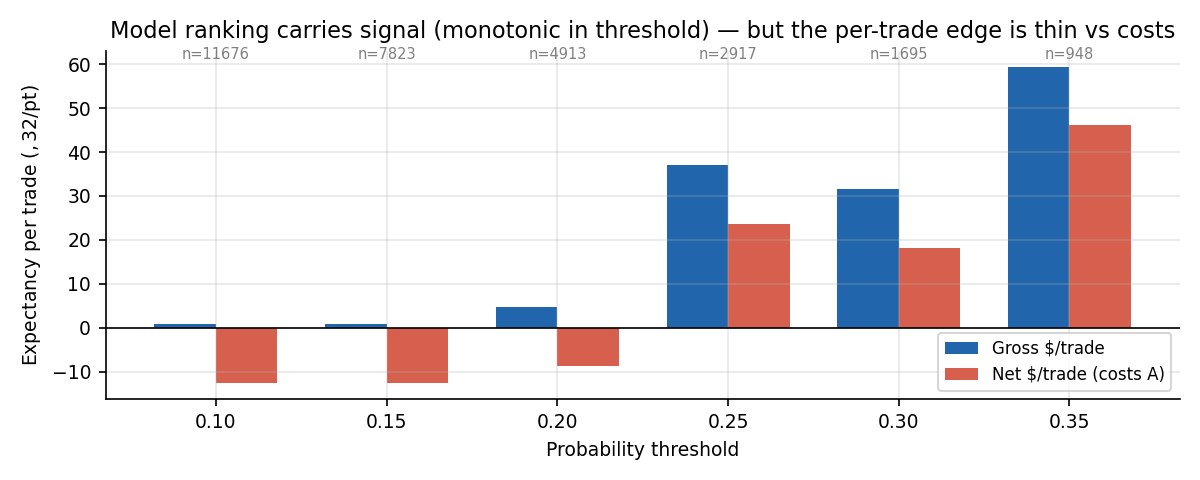 Model ranking carries signal (monotonic in threshold) — but the per-trade edge is thin vs costs
n=11676 n=7823 n=4913 n=2917 n=1695 n=948
60
50
40
30
20
10
0
−10
Expectancy per trade (, 32/pt)
Gross $/trade
Net $/trade (costs A)
0.10 0.15 0.20 0.25 0.30 0.35
Probability threshold